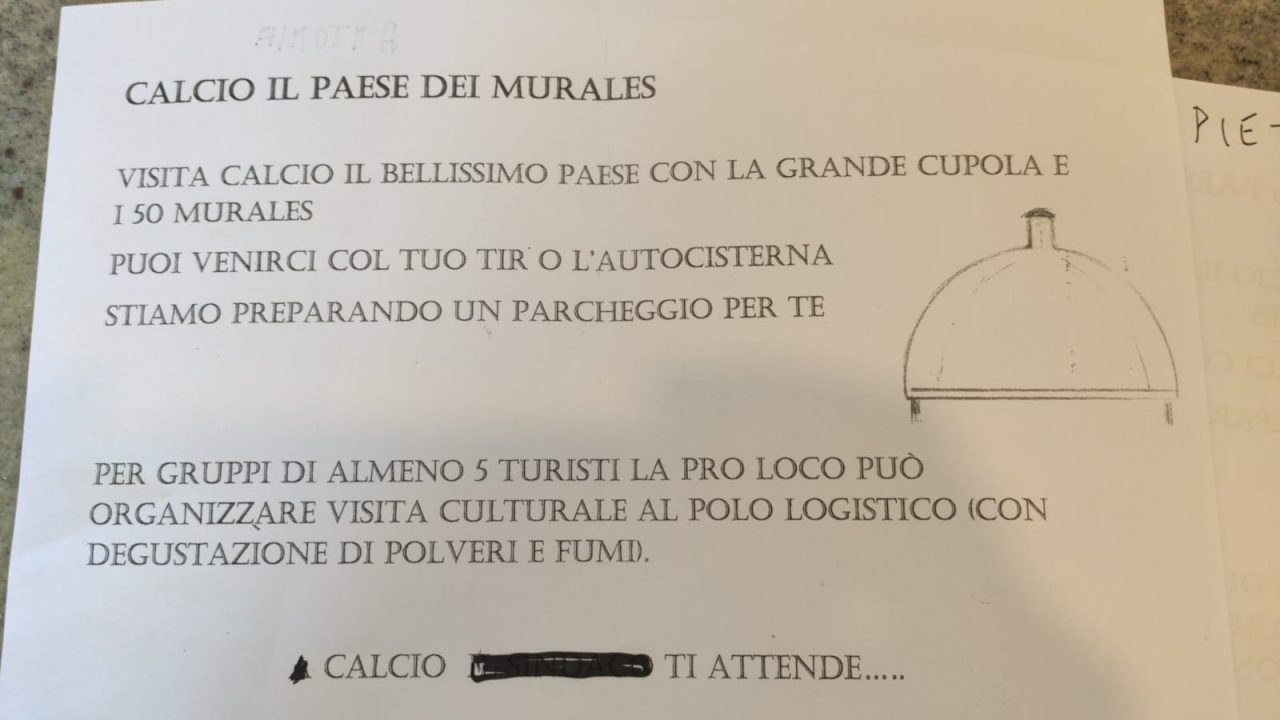 CALCIO IL PAESE DEI MURALES
PIE-
VISITA CALCIO IL BELLISSIMO PAESE CON LA GRANDE CUPOLA E
I 50 MURALES
PUOI VENIRCI COL TUO TIR O L'AUTOCISTERNA
STIAMO PREPARANDO UN PARCHEGGIO PER TE
PER GRUPPI DI ALMENO 5 TURISTI LA PRO LOCO PUÒ
ORGANIZZARE VISITA CULTURALE AL POLO LOGISTICO (CON
DEGUSTAZIONE DI POLVERI E FUMI).
A CALCIO TI ATTENDE.....